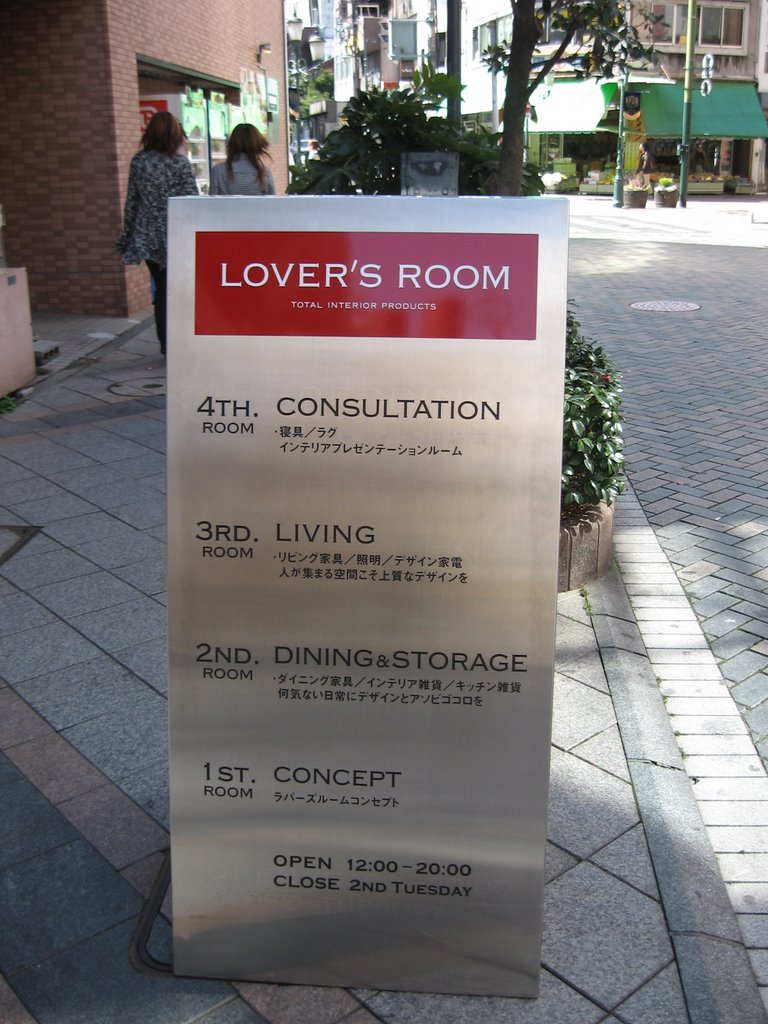 LOVER'S ROOM
TOTAL INTERIOR PRODUCTS
4TH. ROOM
CONSULTATION
・寝具／ラグ
インテリアプレゼンテーションルーム
3RD. ROOM
LIVING
・リビング家具／照明／デザイン家電
人が集まる空間こそ上質なデザインを
2ND. ROOM
DINING&STORAGE
・ダイニング家具／インテリア雑貨／キッチン雑貨
何気ない日常にデザインとアソビゴコロを
1ST. ROOM
CONCEPT
ラバーズルームコンセプト
OPEN 12:00-20:00
CLOSE 2ND TUESDAY